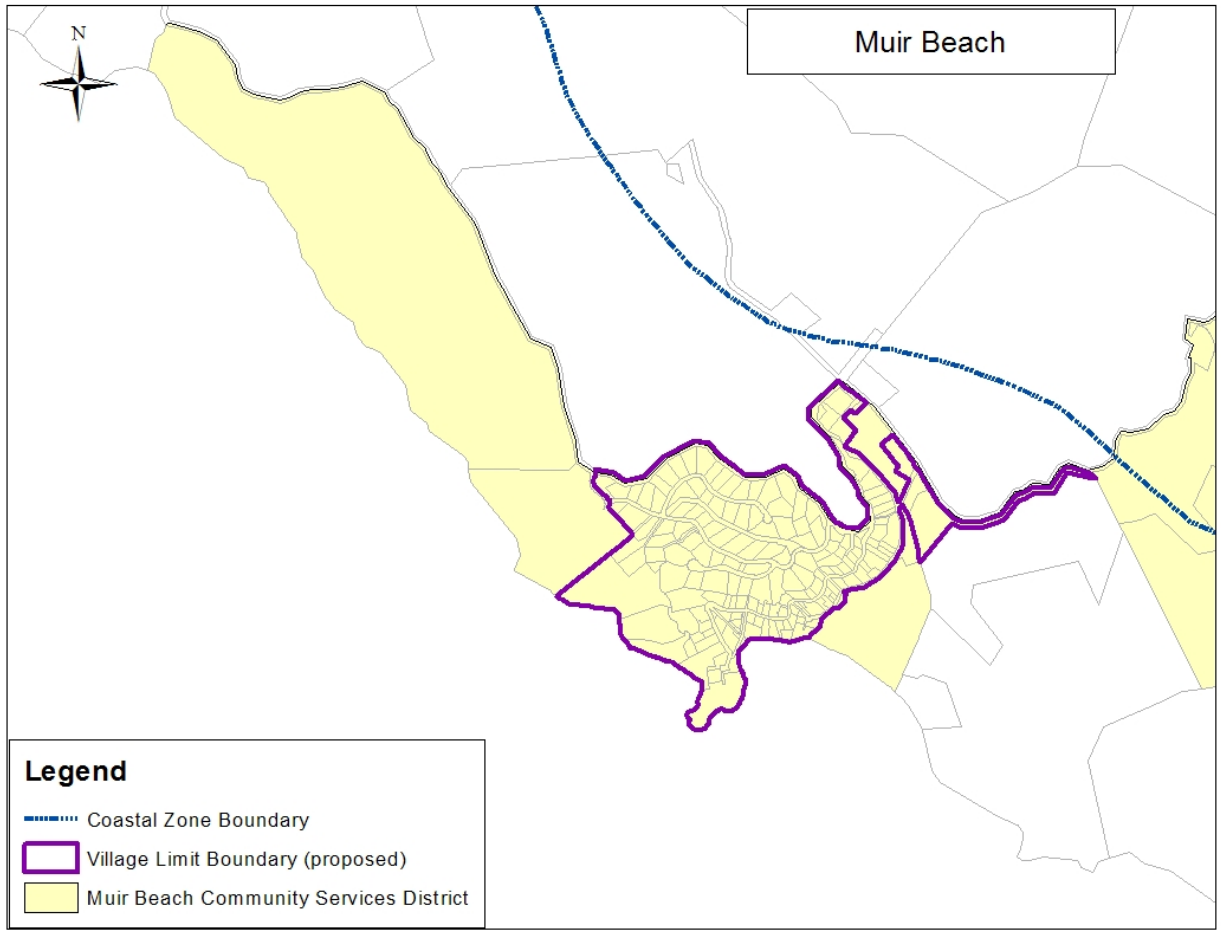 Muir Beach
N
Legend
Coastal Zone Boundary
Village Limit Boundary (proposed)
Muir Beach Community Services District